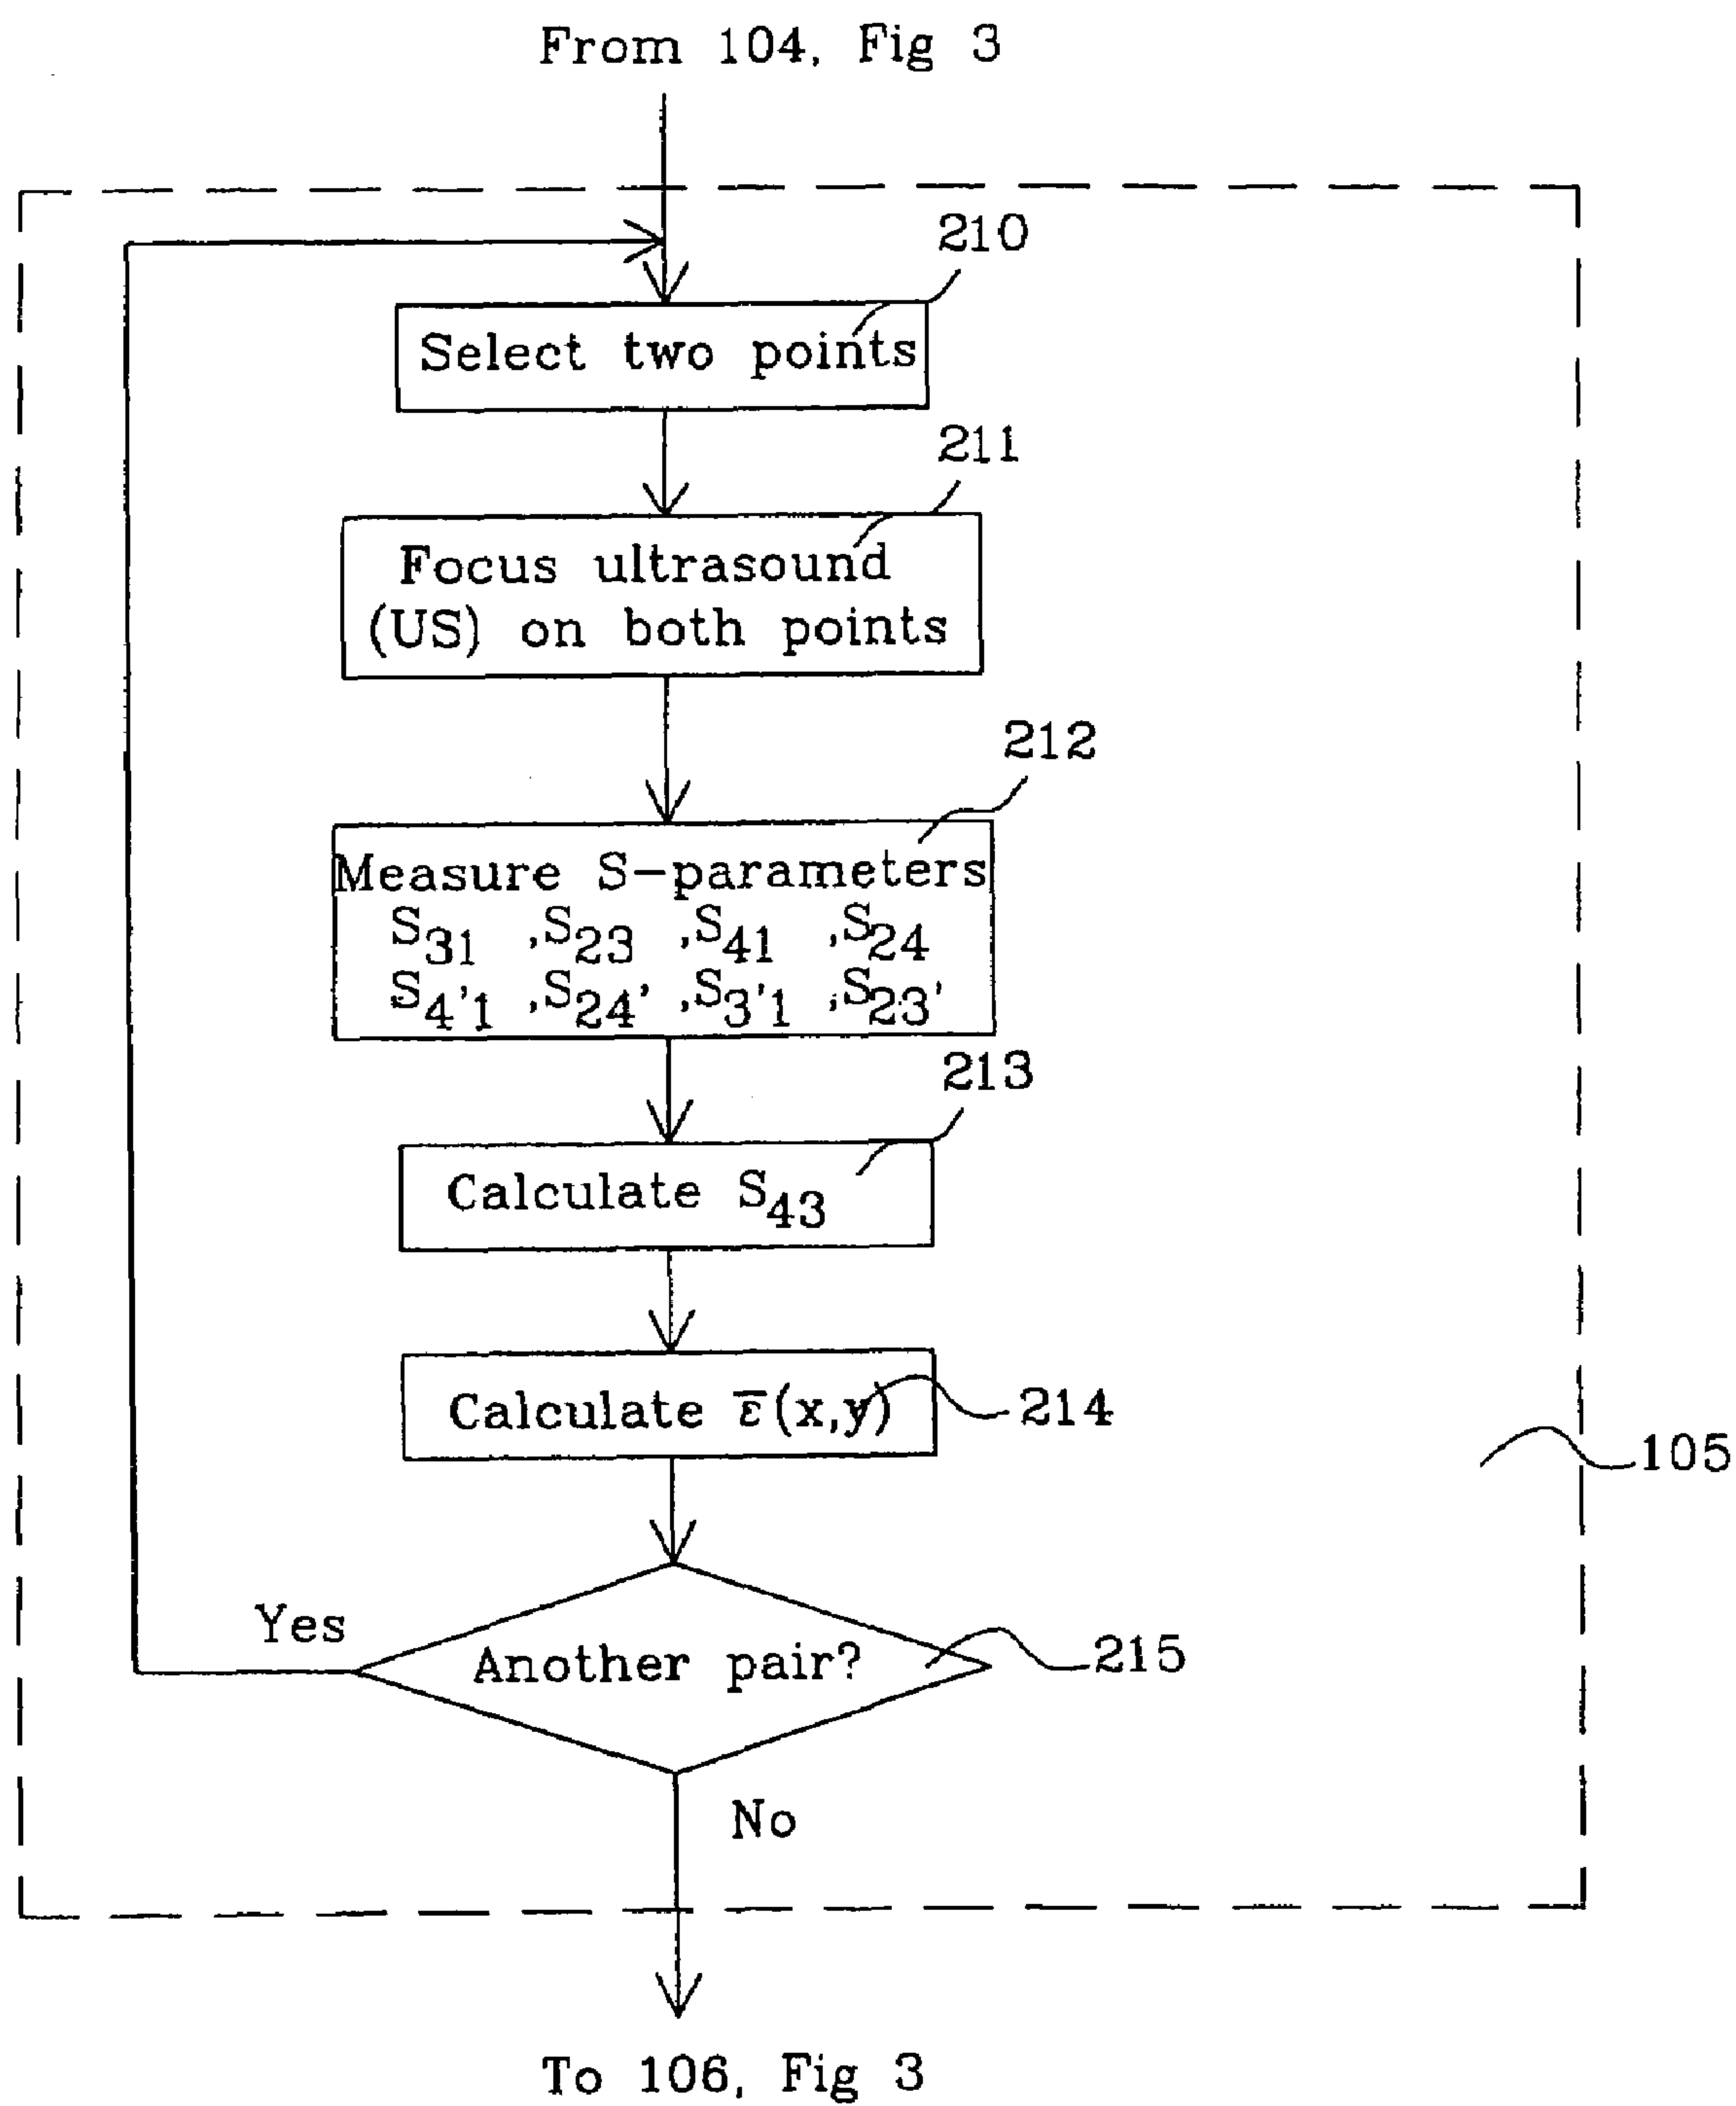 From 104, Fig 3
210
Select two points
211
Focus ultrasound
(US) on both points
212
Measure S-parameters
S31 ,S23 ,S41 ,S24
S4'1 ,S24' ,S3'1 ,S23'
213
Calculate S43
Calculate ε̅(x,y)
214
105
Yes
Another pair?
215
No
To 106, Fig 3